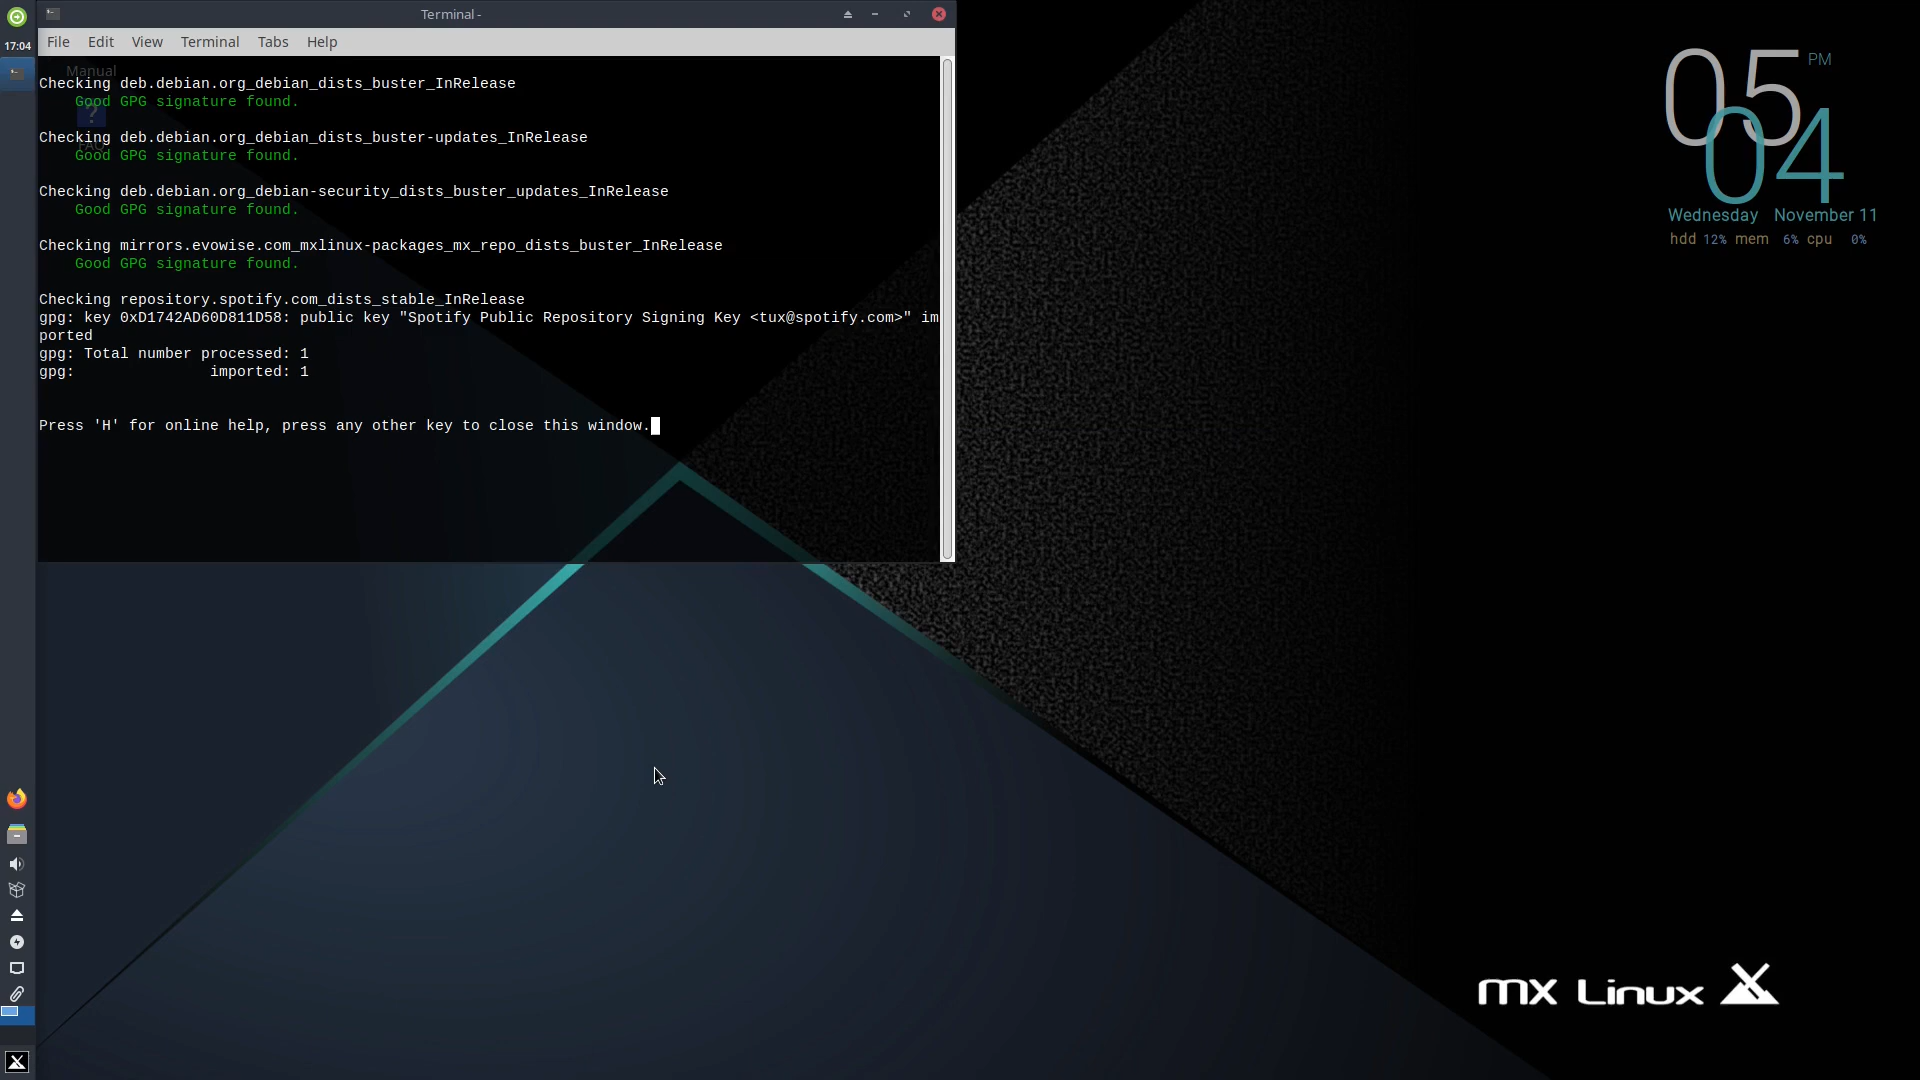 17:04
Terminal -
File Edit View Terminal Tabs Help
Manual
FAQ
Checking deb.debian.org_debian_dists_buster_InRelease
    Good GPG signature found.
Checking deb.debian.org_debian_dists_buster-updates_InRelease
    Good GPG signature found.
Checking deb.debian.org_debian-security_dists_buster_updates_InRelease
    Good GPG signature found.
Checking mirrors.evowise.com_mxlinux-packages_mx_repo_dists_buster_InRelease
    Good GPG signature found.
Checking repository.spotify.com_dists_stable_InRelease
gpg: key 0xD1742AD60D811D58: public key "Spotify Public Repository Signing Key <tux@spotify.com>" im
ported
gpg: Total number processed: 1
gpg:               imported: 1
Press 'H' for online help, press any other key to close this window.
05 PM
04
Wednesday November 11
hdd 12% mem 6% cpu 0%
MX Linux